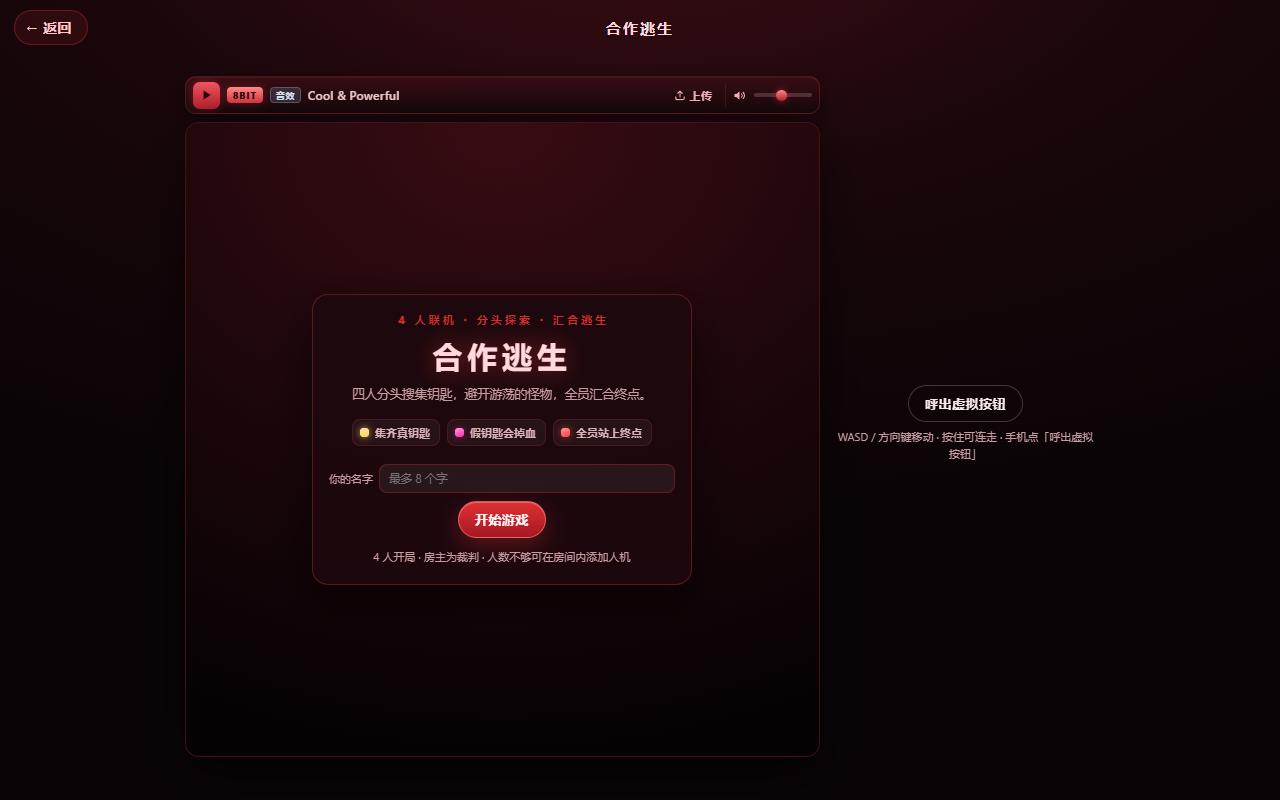 ← 返回
合作逃生
8BIT 音效 Cool & Powerful 上传
4 人联机 · 分头探索 · 汇合逃生
合作逃生
四人分头搜集钥匙，避开游荡的怪物，全员汇合终点。
集齐真钥匙 假钥匙会掉血 全员站上终点
你的名字 最多 8 个字
开始游戏
4 人开局 · 房主为裁判 · 人数不够可在房间内添加人机
呼出虚拟按钮
WASD / 方向键移动 · 按住可连走 · 手机点「呼出虚拟
按钮」